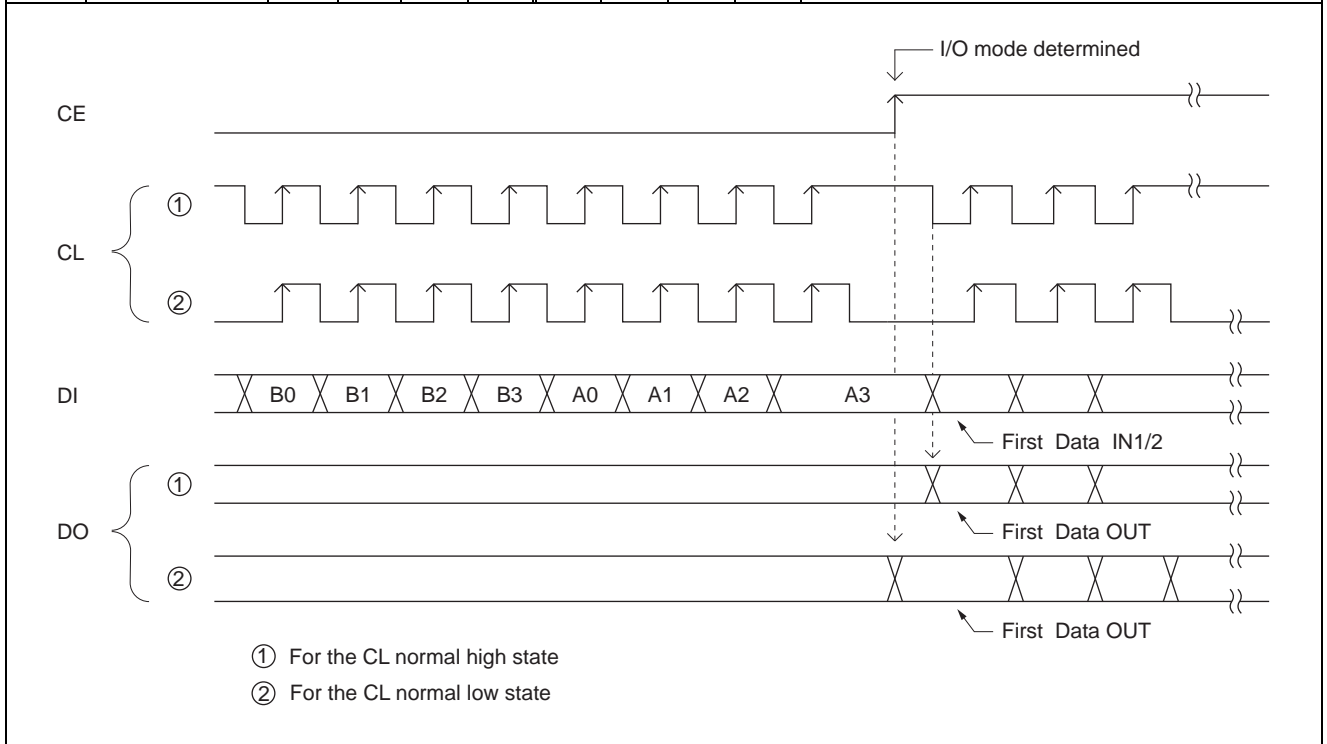 I/O mode determined
CE
CL
①
②
DI
B0 B1 B2 B3 A0 A1 A2 A3
First Data IN1/2
DO
①
First Data OUT
②
First Data OUT
① For the CL normal high state
② For the CL normal low state